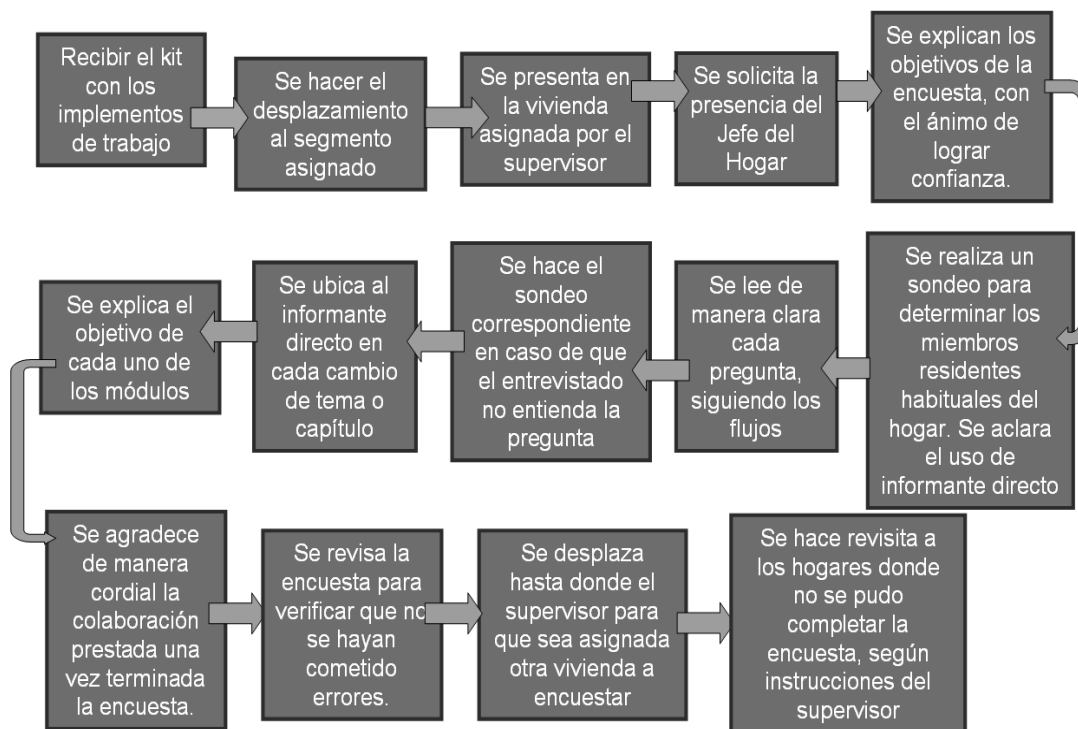 Recibir el kit
con los
implementos
de trabajo
Se hacer el
desplazamiento
al segmento
asignado
Se presenta en
la vivienda
asignada por el
supervisor
Se solicita la
presencia del
Jefe del
Hogar
Se explican los
objetivos de la
encuesta, con
el ánimo de
lograr
confianza.
Se realiza un
sondeo para
determinar los
miembros
residentes
habituales del
hogar. Se aclara
el uso de
informante directo
Se lee de
manera clara
cada
pregunta,
siguiendo los
flujos
Se hace el
sondeo
correspondiente
en caso de que
el entrevistado
no entienda la
pregunta
Se ubica al
informante
directo en
cada cambio
de tema o
capítulo
Se explica el
objetivo de
cada uno de
los módulos
Se agradece
de manera
cordial la
colaboración
prestada una
vez terminada
la encuesta.
Se revisa la
encuesta para
verificar que no
se hayan
cometido
errores.
Se desplaza
hasta donde el
supervisor para
que sea asignada
otra vivienda a
encuestar
Se hace revisita a
los hogares donde
no se pudo
completar la
encuesta, según
instrucciones del
supervisor